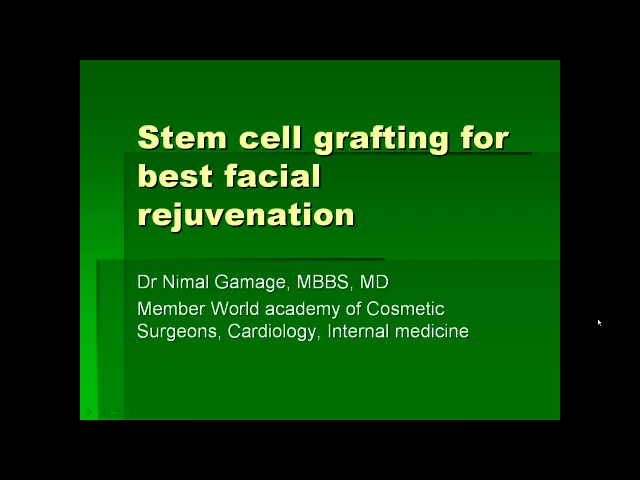 Stem cell grafting for
best facial
rejuvenation
Dr Nimal Gamage, MBBS, MD
Member World academy of Cosmetic
Surgeons, Cardiology, Internal medicine